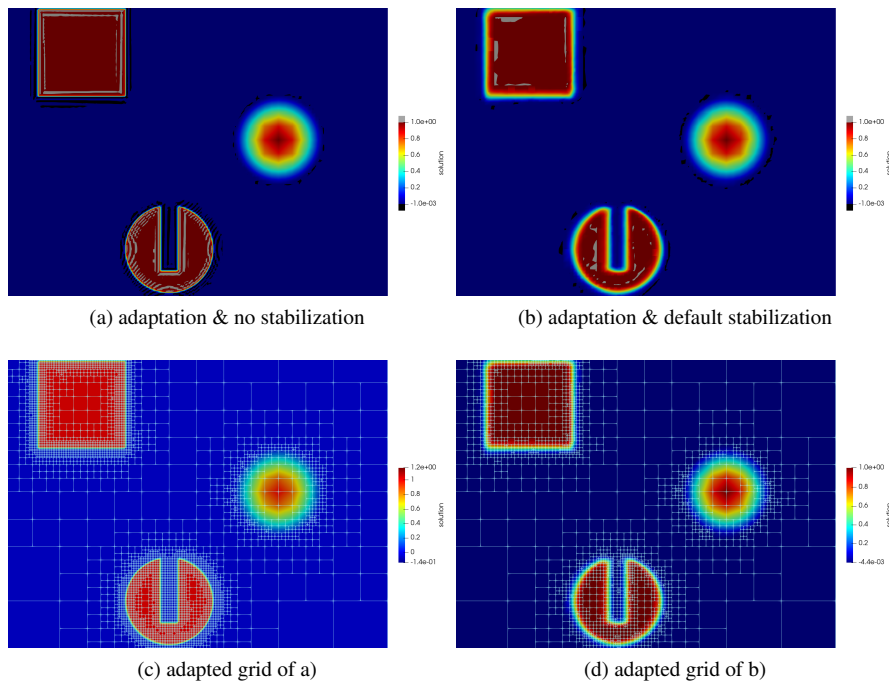 1.0e+00
0.8
0.6
0.4
0.2
-1.0e-03
solution
1.0e+00
0.8
0.6
0.4
0.2
-1.0e-03
solution
(a) adaptation & no stabilization
(b) adaptation & default stabilization
1.2e+00
1
0.8
0.6
0.4
0.2
0
-1.4e-01
solution
1.0e+00
0.8
0.6
0.4
0.2
-4.4e-03
solution
(c) adapted grid of a)
(d) adapted grid of b)